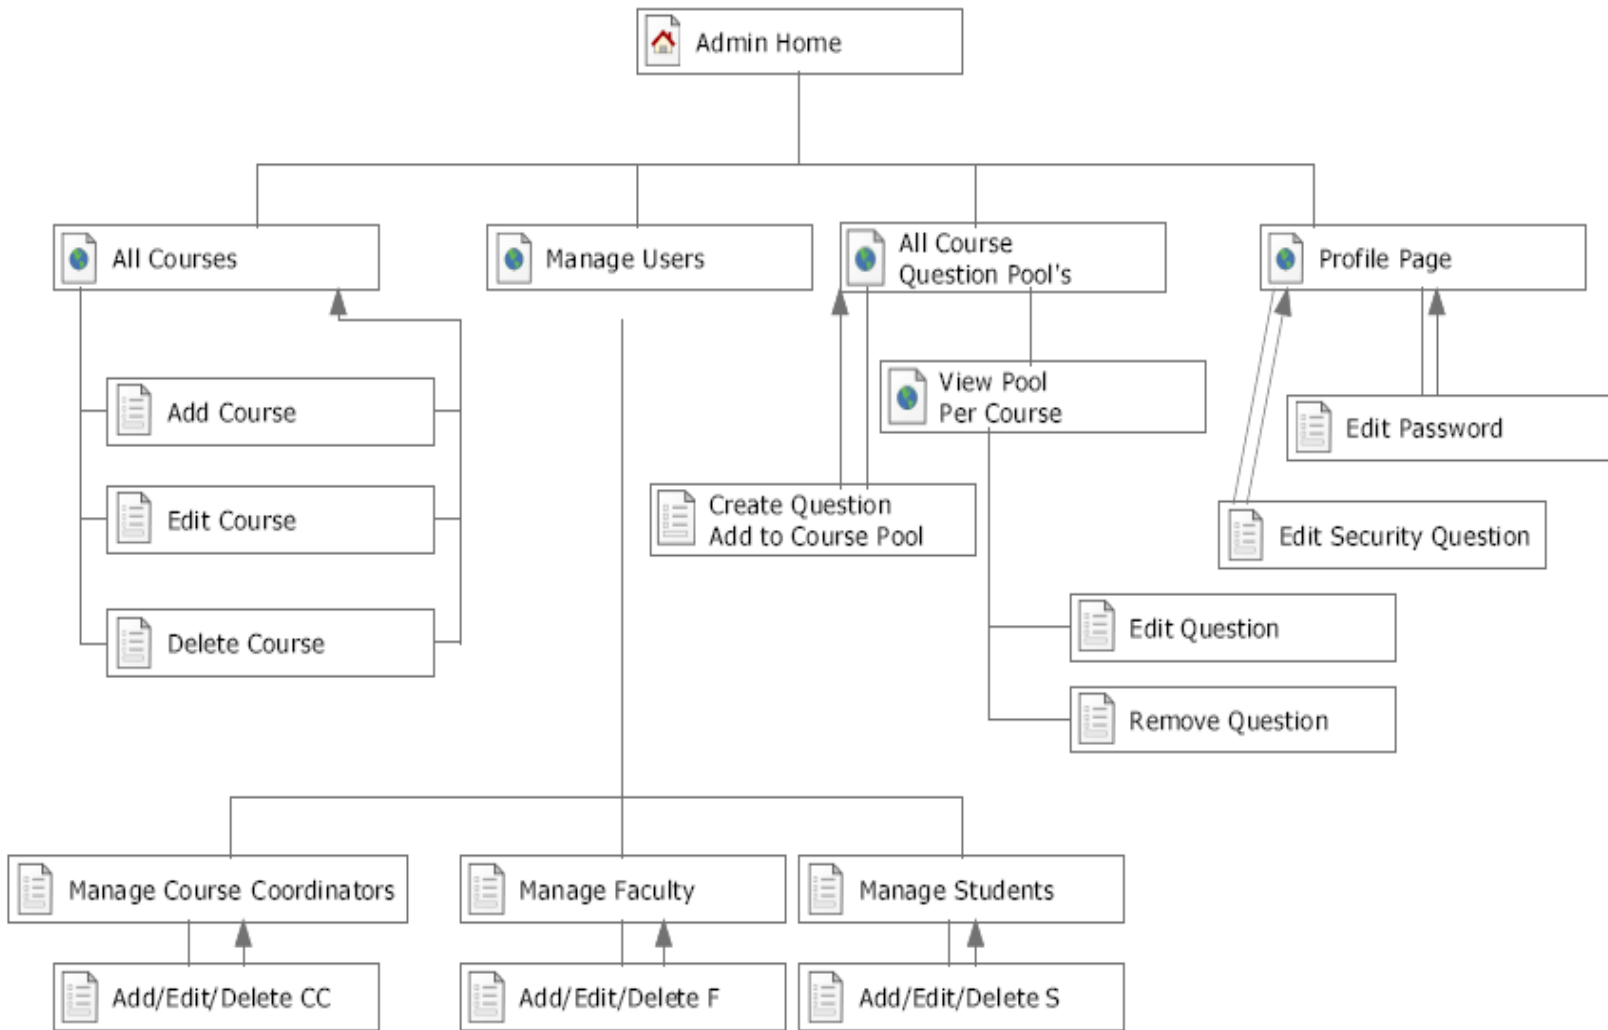 Admin Home
All Courses
Manage Users
All Course
Question Pool's
Profile Page
View Pool
Per Course
Add Course
Edit Password
Create Question
Add to Course Pool
Edit Course
Edit Security Question
Edit Question
Delete Course
Remove Question
Manage Course Coordinators
Manage Faculty
Manage Students
Add/Edit/Delete CC
Add/Edit/Delete F
Add/Edit/Delete S